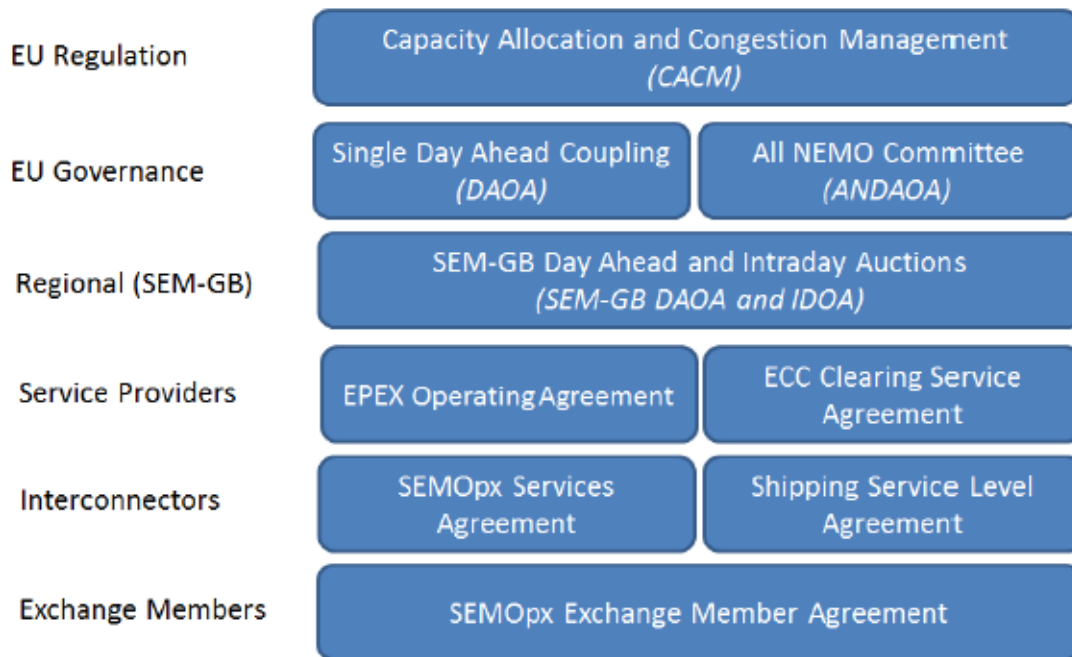 EU Regulation
Capacity Allocation and Congestion Management
(CACM)
EU Governance
Single Day Ahead Coupling
(DAOA)
All NEMO Committee
(ANDAOA)
Regional (SEM-GB)
SEM-GB Day Ahead and Intraday Auctions
(SEM-GB DAOA and IDOA)
Service Providers
EPEX Operating Agreement
ECC Clearing Service
Agreement
Interconnectors
SEMOpx Services
Agreement
Shipping Service Level
Agreement
Exchange Members
SEMOpx Exchange Member Agreement